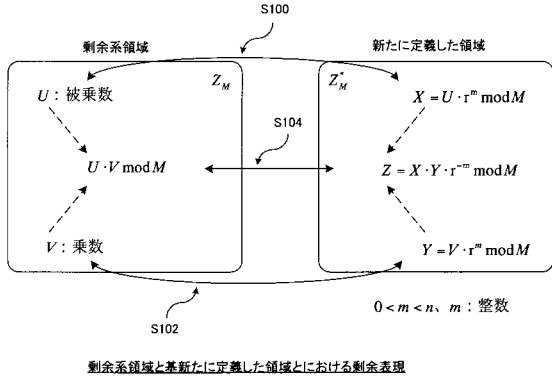 S100
剰余系領域
新たに定義した領域
Z_M
Z_M^*
U：被乗数
X = U・r^m mod M
S104
U・V mod M
Z = X・Y・r^{-m} mod M
V：乗数
Y = V・r^m mod M
S102
0 < m < n、m：整数
剰余系領域と基新たに定義した領域とにおける剰余表現